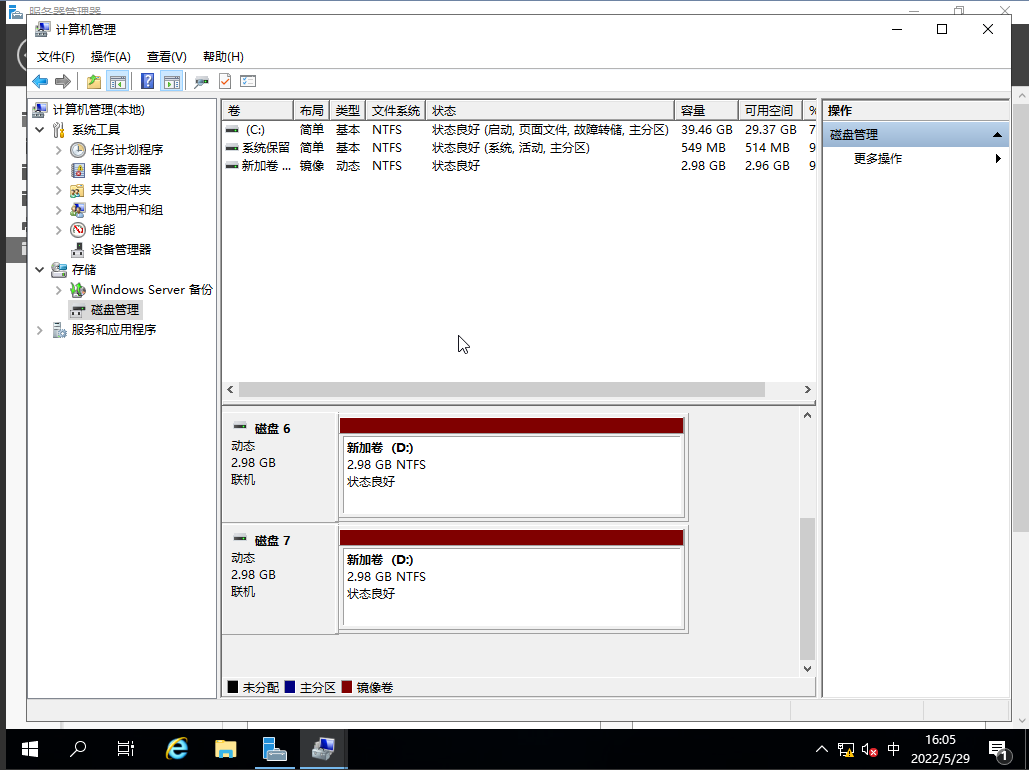 服务器管理器
计算机管理
文件(F) 操作(A) 查看(V) 帮助(H)
计算机管理(本地)
系统工具
任务计划程序
事件查看器
共享文件夹
本地用户和组
性能
设备管理器
存储
Windows Server 备份
磁盘管理
服务和应用程序
卷 布局 类型 文件系统 状态 容量 可用空间 %
(C:) 简单 基本 NTFS 状态良好 (启动, 页面文件, 故障转储, 主分区) 39.46 GB 29.37 GB 7
系统保留 简单 基本 NTFS 状态良好 (系统, 活动, 主分区) 549 MB 514 MB 9
新加卷 ... 镜像 动态 NTFS 状态良好 2.98 GB 2.96 GB 9
磁盘 6
动态
2.98 GB
联机
新加卷 (D:)
2.98 GB NTFS
状态良好
磁盘 7
动态
2.98 GB
联机
新加卷 (D:)
2.98 GB NTFS
状态良好
未分配 主分区 镜像卷
操作
磁盘管理
更多操作
中
16:05
2022/5/29
1